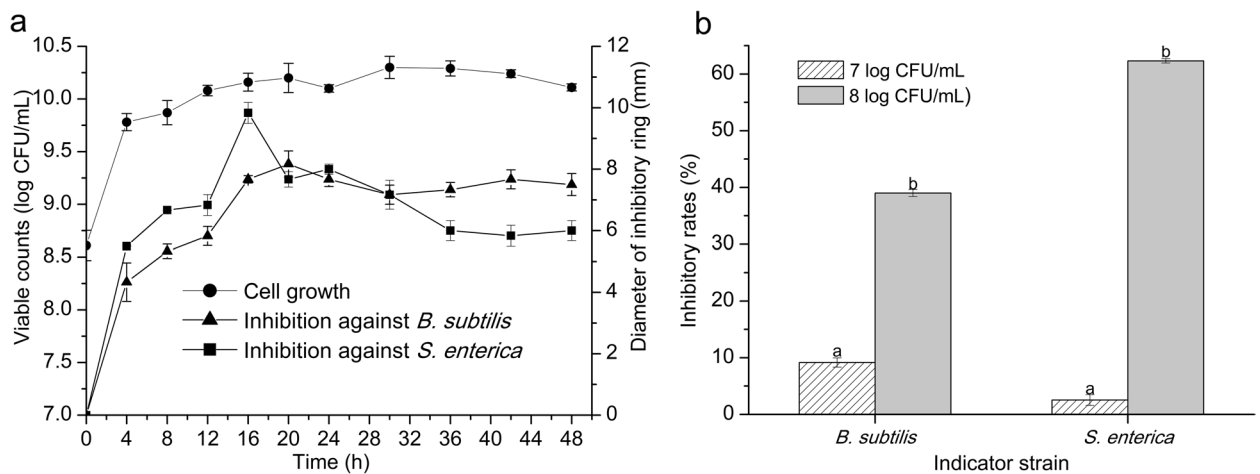 a
10.5
10.0
9.5
9.0
8.5
8.0
7.5
7.0
Viable counts (log CFU/mL)
12
10
8
6
4
2
0
Diameter of inhibitory ring (mm)
Cell growth
Inhibition against B. subtilis
Inhibition against S. enterica
0 4 8 12 16 20 24 28 32 36 40 44 48
Time (h)
b
60
50
40
30
20
10
0
Inhibitory rates (%)
7 log CFU/mL
8 log CFU/mL)
a
b
a
b
B. subtilis
S. enterica
Indicator strain